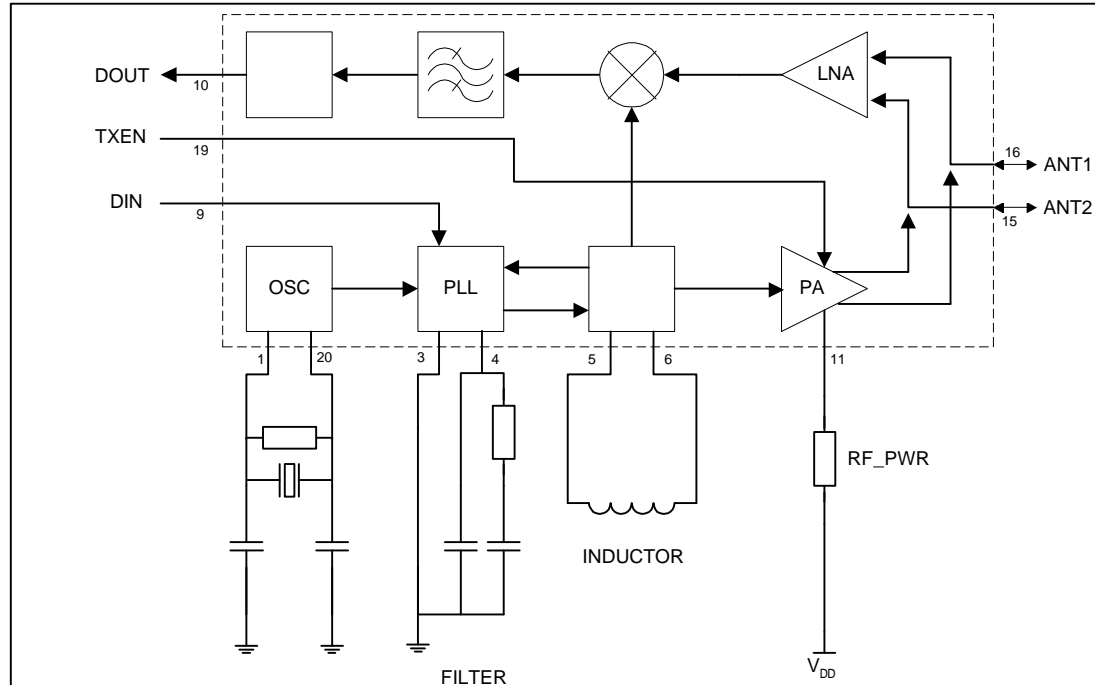 DOUT
10
LNA
TXEN
19
16
ANT1
DIN
9
15
ANT2
OSC
PLL
PA
1
20
3
4
5
6
11
RF_PWR
INDUCTOR
FILTER
VDD